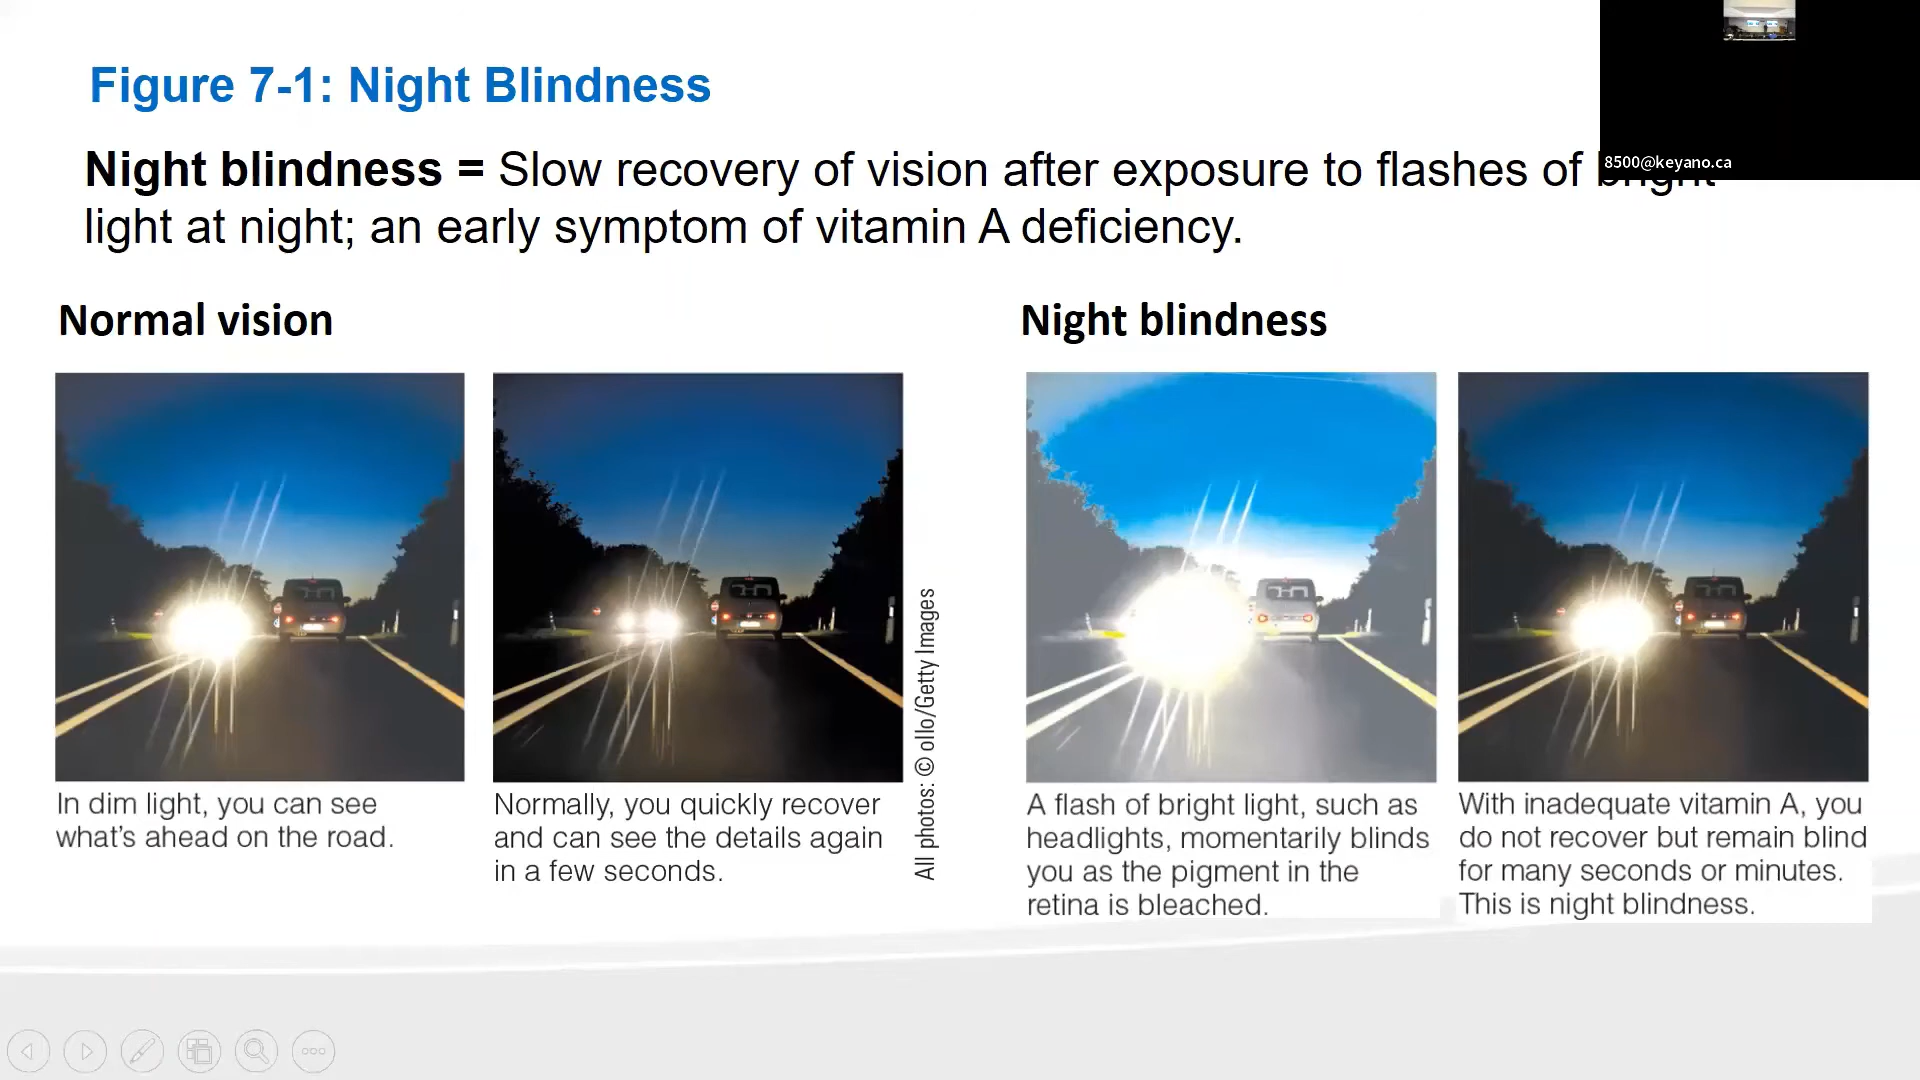 Figure 7-1: Night Blindness
8500@keyano.ca
Night blindness = Slow recovery of vision after exposure to flashes of bright
light at night; an early symptom of vitamin A deficiency.
Normal vision
Night blindness
In dim light, you can see
what's ahead on the road.
Normally, you quickly recover
and can see the details again
in a few seconds.
All photos: © ollo/Getty Images
A flash of bright light, such as
headlights, momentarily blinds
you as the pigment in the
retina is bleached.
With inadequate vitamin A, you
do not recover but remain blind
for many seconds or minutes.
This is night blindness.